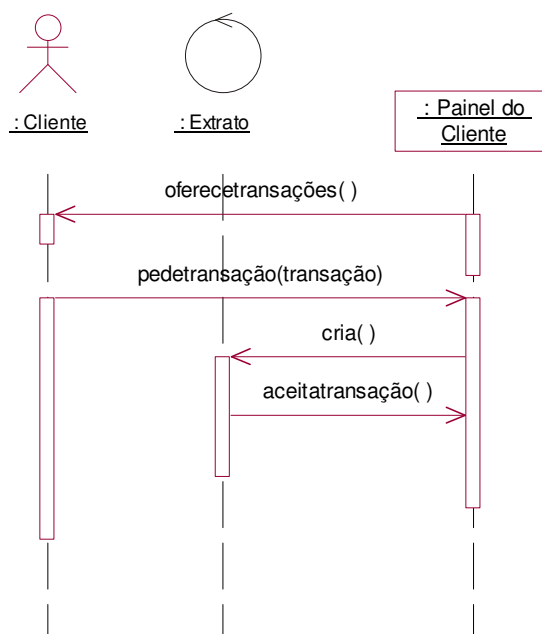 : Cliente
: Extrato
: Painel do
Cliente
oferecetransações( )
pedetransação(transação)
cria( )
aceitatransação( )